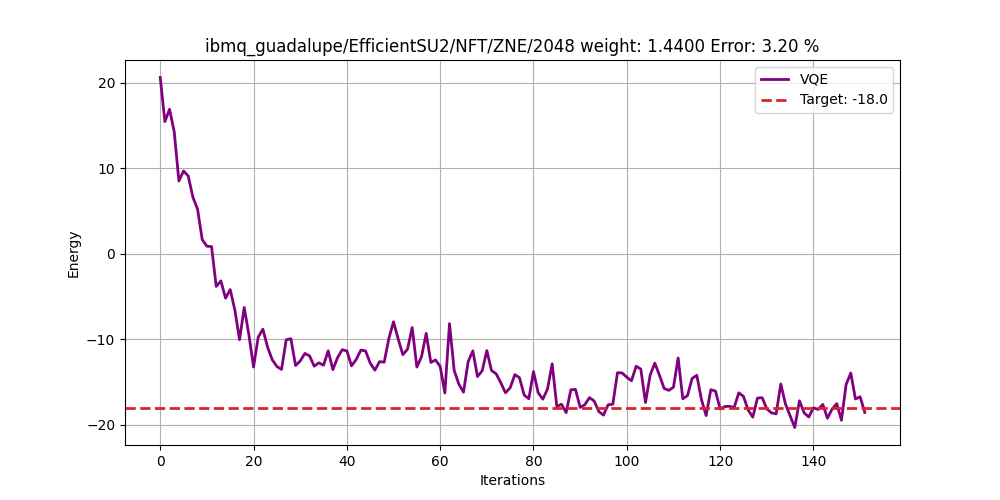 ibmq_guadalupe/EfficientSU2/NFT/ZNE/2048 weight: 1.4400 Error: 3.20 %
VQE
Target: -18.0
20
10
0
−10
−20
Energy
0 20 40 60 80 100 120 140
Iterations